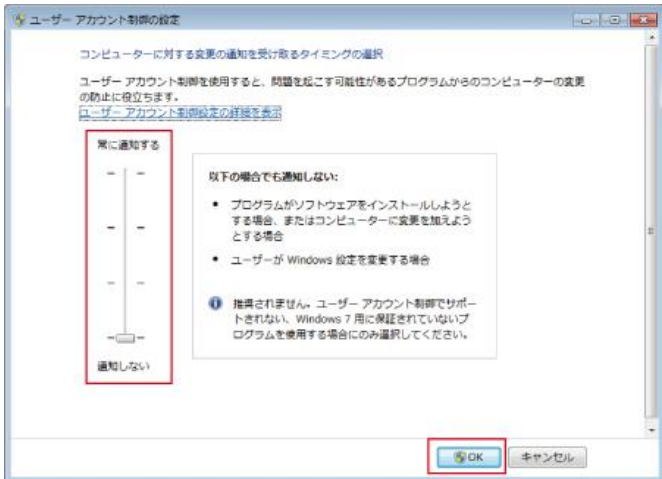 ユーザー アカウント制御の設定
コンピューターに対する変更の通知を受け取るタイミングの選択
ユーザー アカウント制御を使用すると、問題を起こす可能性があるプログラムからのコンピューターの変更
の防止に役立ちます。
ユーザー アカウント制御設定の詳細を表示
常に通知する
以下の場合でも通知しない:
• プログラムがソフトウェアをインストールしようと
する場合、またはコンピューターに変更を加えよう
とする場合
• ユーザーが Windows 設定を変更する場合
推奨されません。ユーザー アカウント制御でサポー
トされない、Windows 7 用に保証されていないプ
ログラムを使用する場合にのみ選択してください。
通知しない
OK
キャンセル